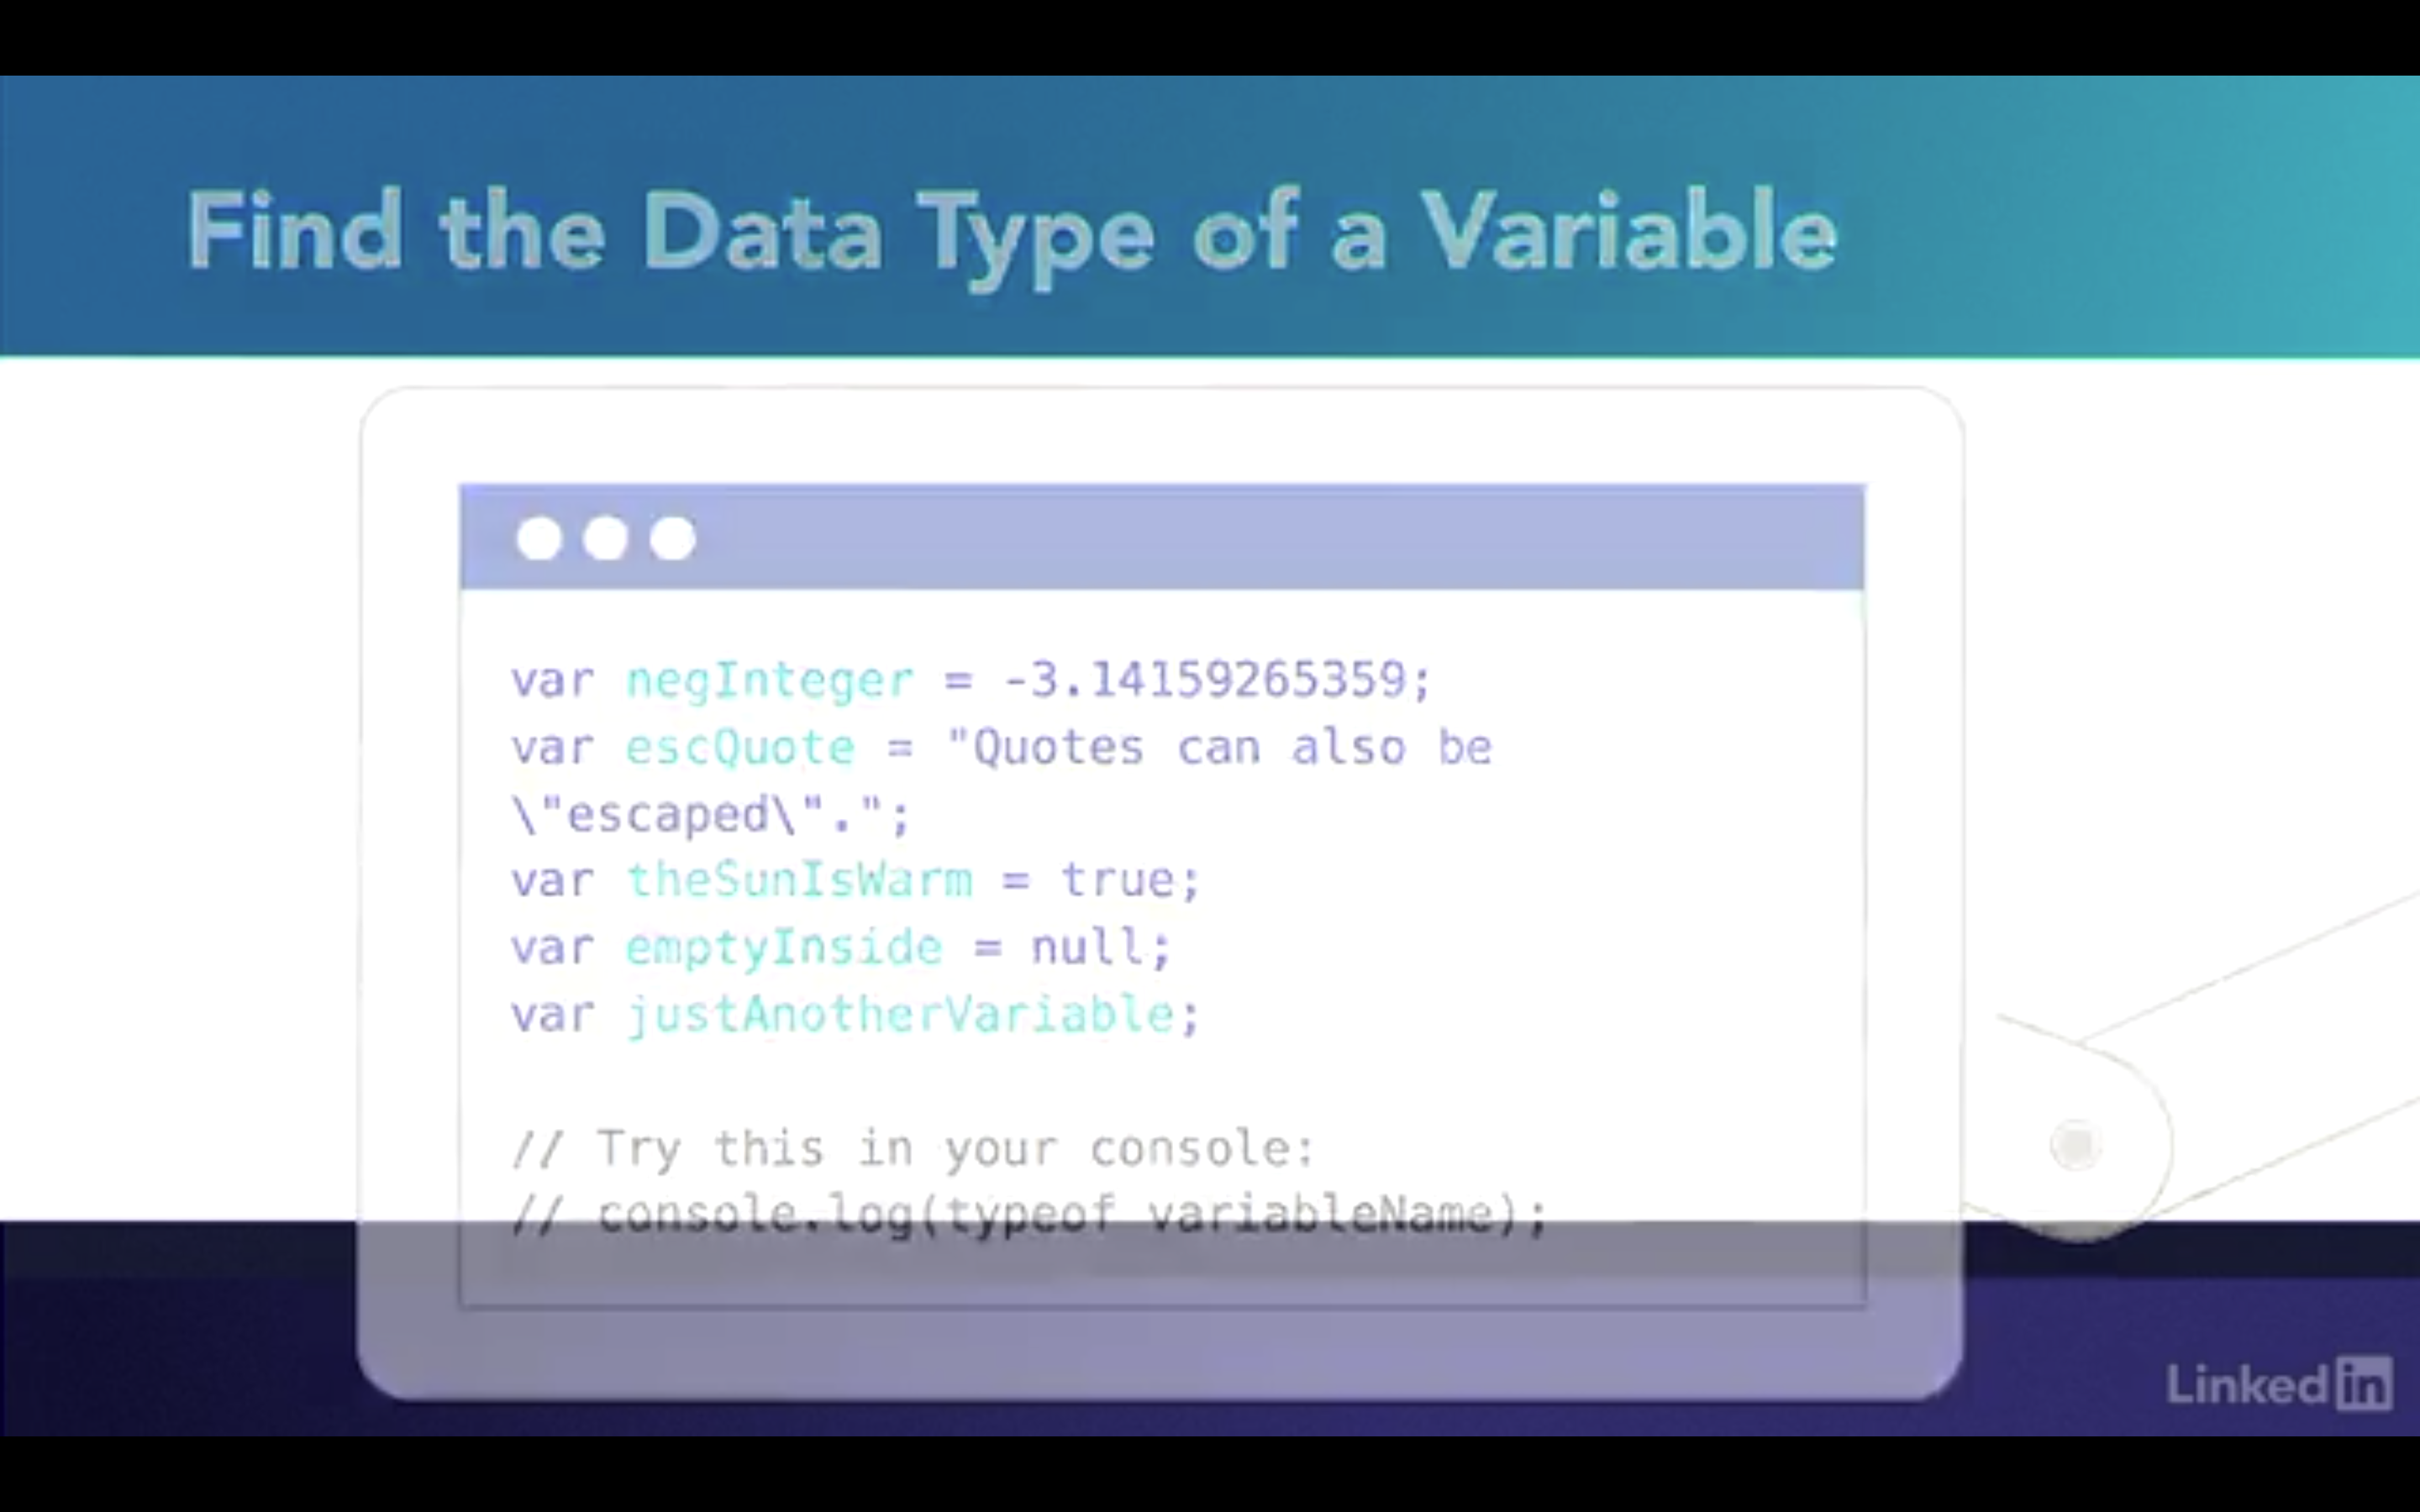 Find the Data Type of a Variable
var negInteger = -3.14159265359;
var escQuote = "Quotes can also be
\"escaped\".";
var theSunIsWarm = true;
var emptyInside = null;
var justAnotherVariable;
// Try this in your console:
// console.log(typeof variableName);
Linkedin